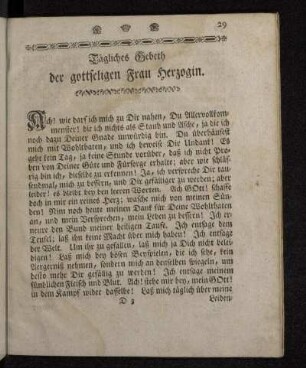 29
Tägliches Gebeth
der gottseligen Frau Herzogin.
Ach! wie darf ich mich zu Dir nahen, Du Allervollkom-
menster! die ich nichts als Staub und Asche, ja die ich
noch dazu Deiner Gnade unwürdig bin. Du überhäufest
mich mit Wohlthaten, und ich beweise Dir Undank! Es
gehe kein Tag, ja keine Stunde vorüber, daß ich nicht Pro-
ben von Deiner Güte und Fürsorge erhalte: aber wie schläf-
rig bin ich, dieselbe zu erkennen! Ja, ich verspreche Dir tau-
sendmal, mich zu bessern, und Dir gefälliger zu werden; aber
leider! es bleibt bey den leeren Worten. Ach GOtt! schaffe
doch in mir ein reines Herz; wasche mich von meinen Sün-
den! Nimm noch heute meinen Dank für Deine Wohlthaten
an, und mein Versprechen, mein Leben zu bessern! Ich er-
neure den Band meiner heiligen Taufe. Ich entsage dem
Teufel; laß ihn keine Macht über mich haben! Ich entsage
der Welt. Um ihr zu gefallen, laß mich ja Dich nicht belei-
digen! Laß mich bey bösen Beyspielen, die ich sehe, kein
Aergerniß nehmen, sondern mich an denselben spiegeln, um
desto mehr Dir gefällig zu werden! Ich entsage meinem
sündlichen Fleisch und Blut. Ach! stehe mir bey, mein GOtt!
in dem Kampf wider dasselbe! Laß mich täglich über meine
D 3 Leiden-